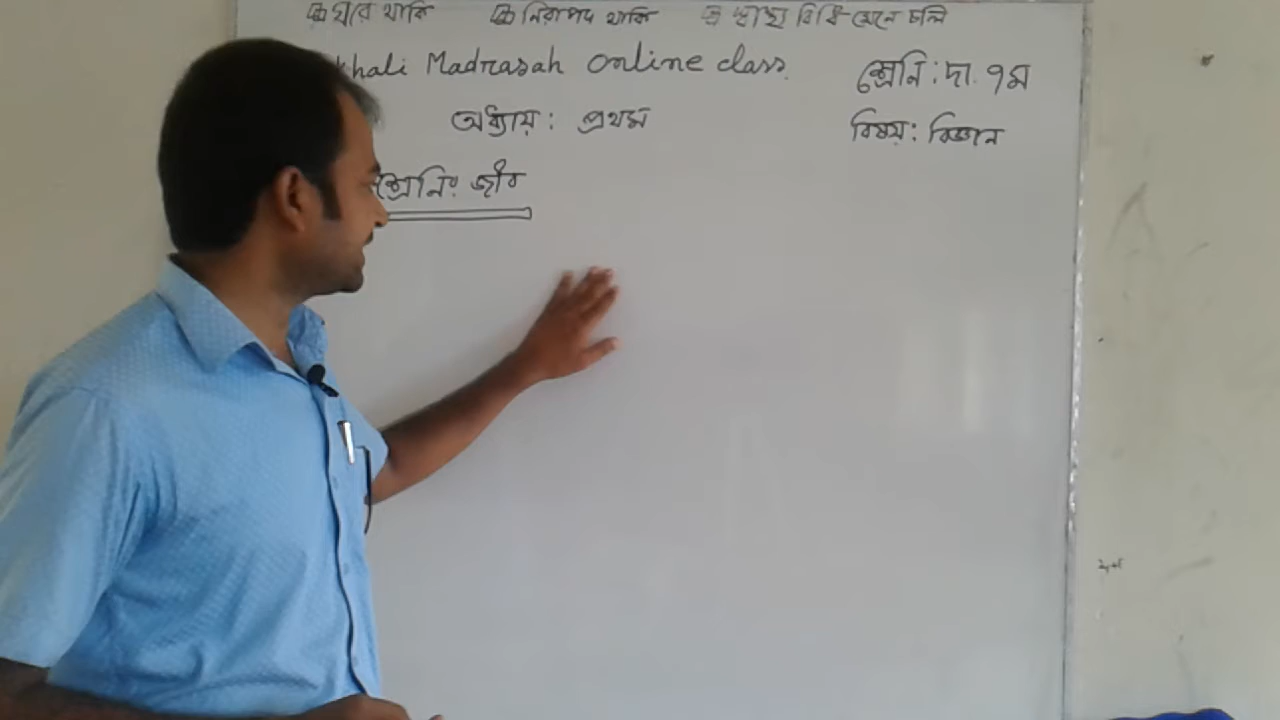 ঘরে থাকি নিরাপদ থাকি স্বাস্থ্য বিধি মেনে চলি
khali Madrasah online class.
শ্রেনি: দা. ৭ম
অধ্যায়: প্রথম
বিষয়: বিজ্ঞান
শ্রেনির জীব